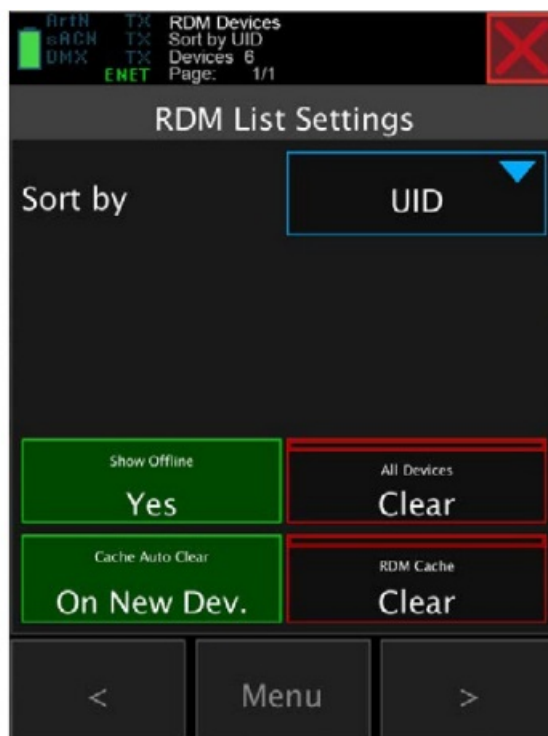 ArtN TX RDM Devices
sACN TX Sort by UID
DMX TX Devices 6
ENET Page: 1/1
RDM List Settings
Sort by
UID
Show Offline
Yes
All Devices
Clear
Cache Auto Clear
On New Dev.
RDM Cache
Clear
< Menu >